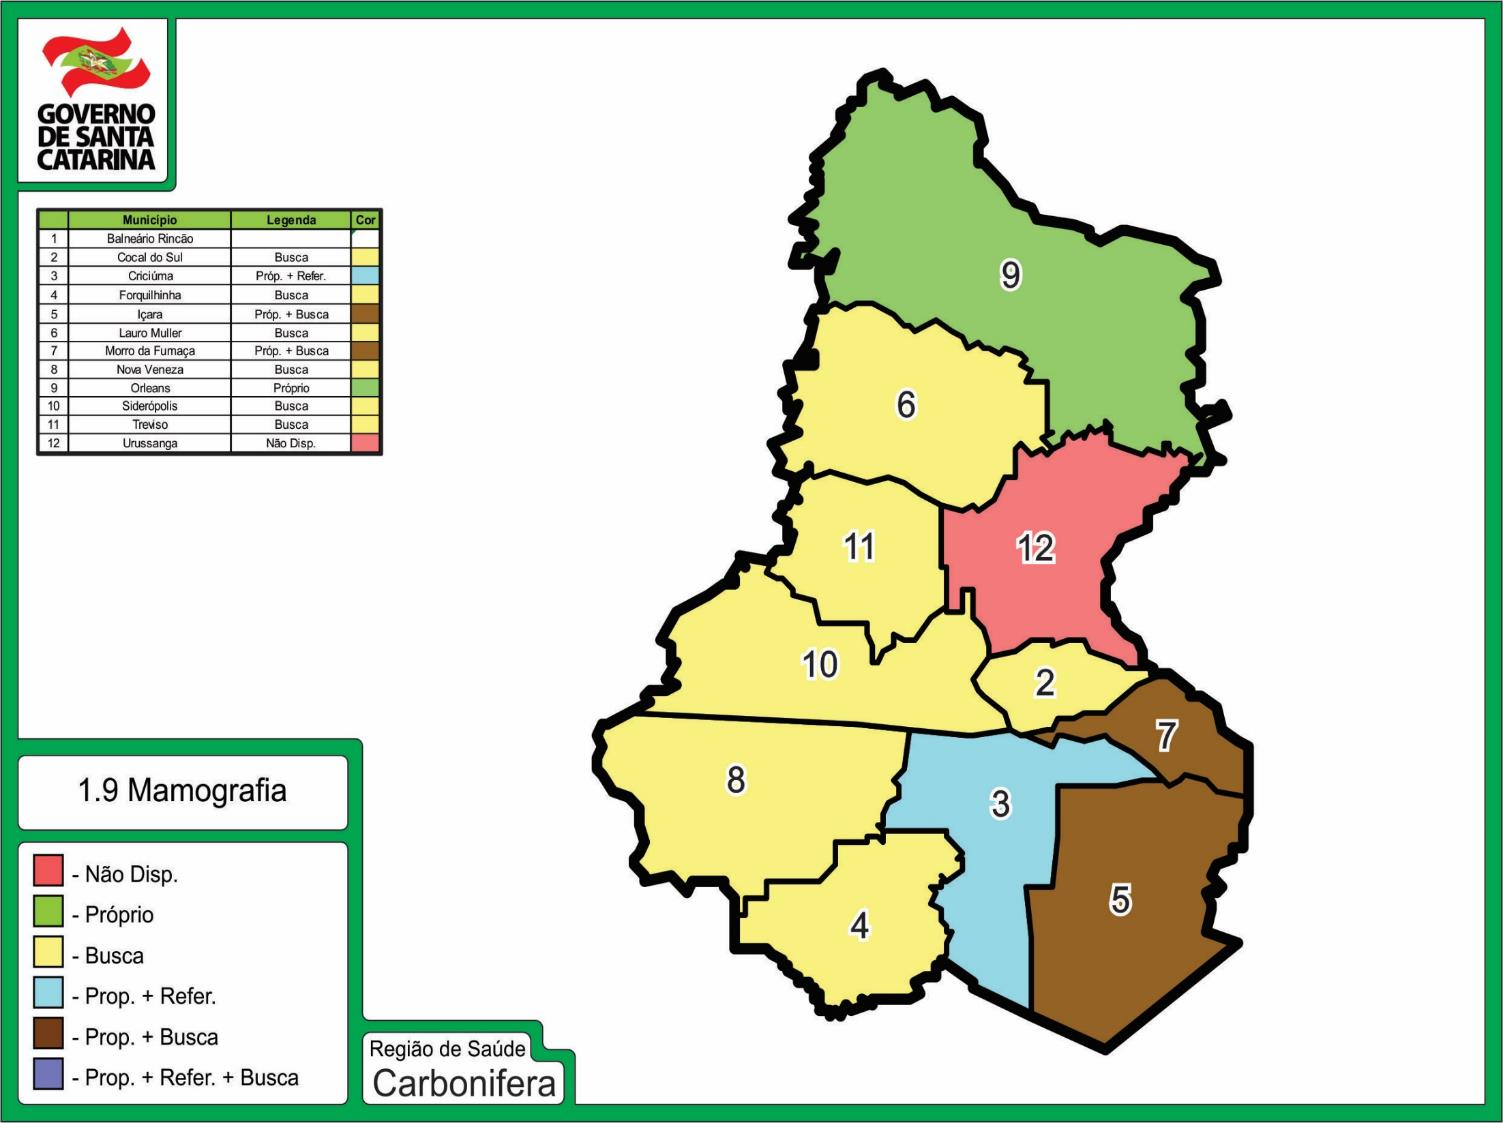 GOVERNO
DE SANTA
CATARINA
Município Legenda Cor
1 Balneário Rincão
2 Cocal do Sul Busca
3 Criciúma Próp. + Refer.
4 Forquilhinha Busca
5 Içara Próp. + Busca
6 Lauro Muller Busca
7 Morro da Fumaça Próp. + Busca
8 Nova Veneza Busca
9 Orleans Próprio
10 Siderópolis Busca
11 Treviso Busca
12 Urussanga Não Disp.
9
6
11
12
10
2
7
8
3
5
4
1.9 Mamografia
- Não Disp.
- Próprio
- Busca
- Prop. + Refer.
- Prop. + Busca
- Prop. + Refer. + Busca
Região de Saúde
Carbonifera